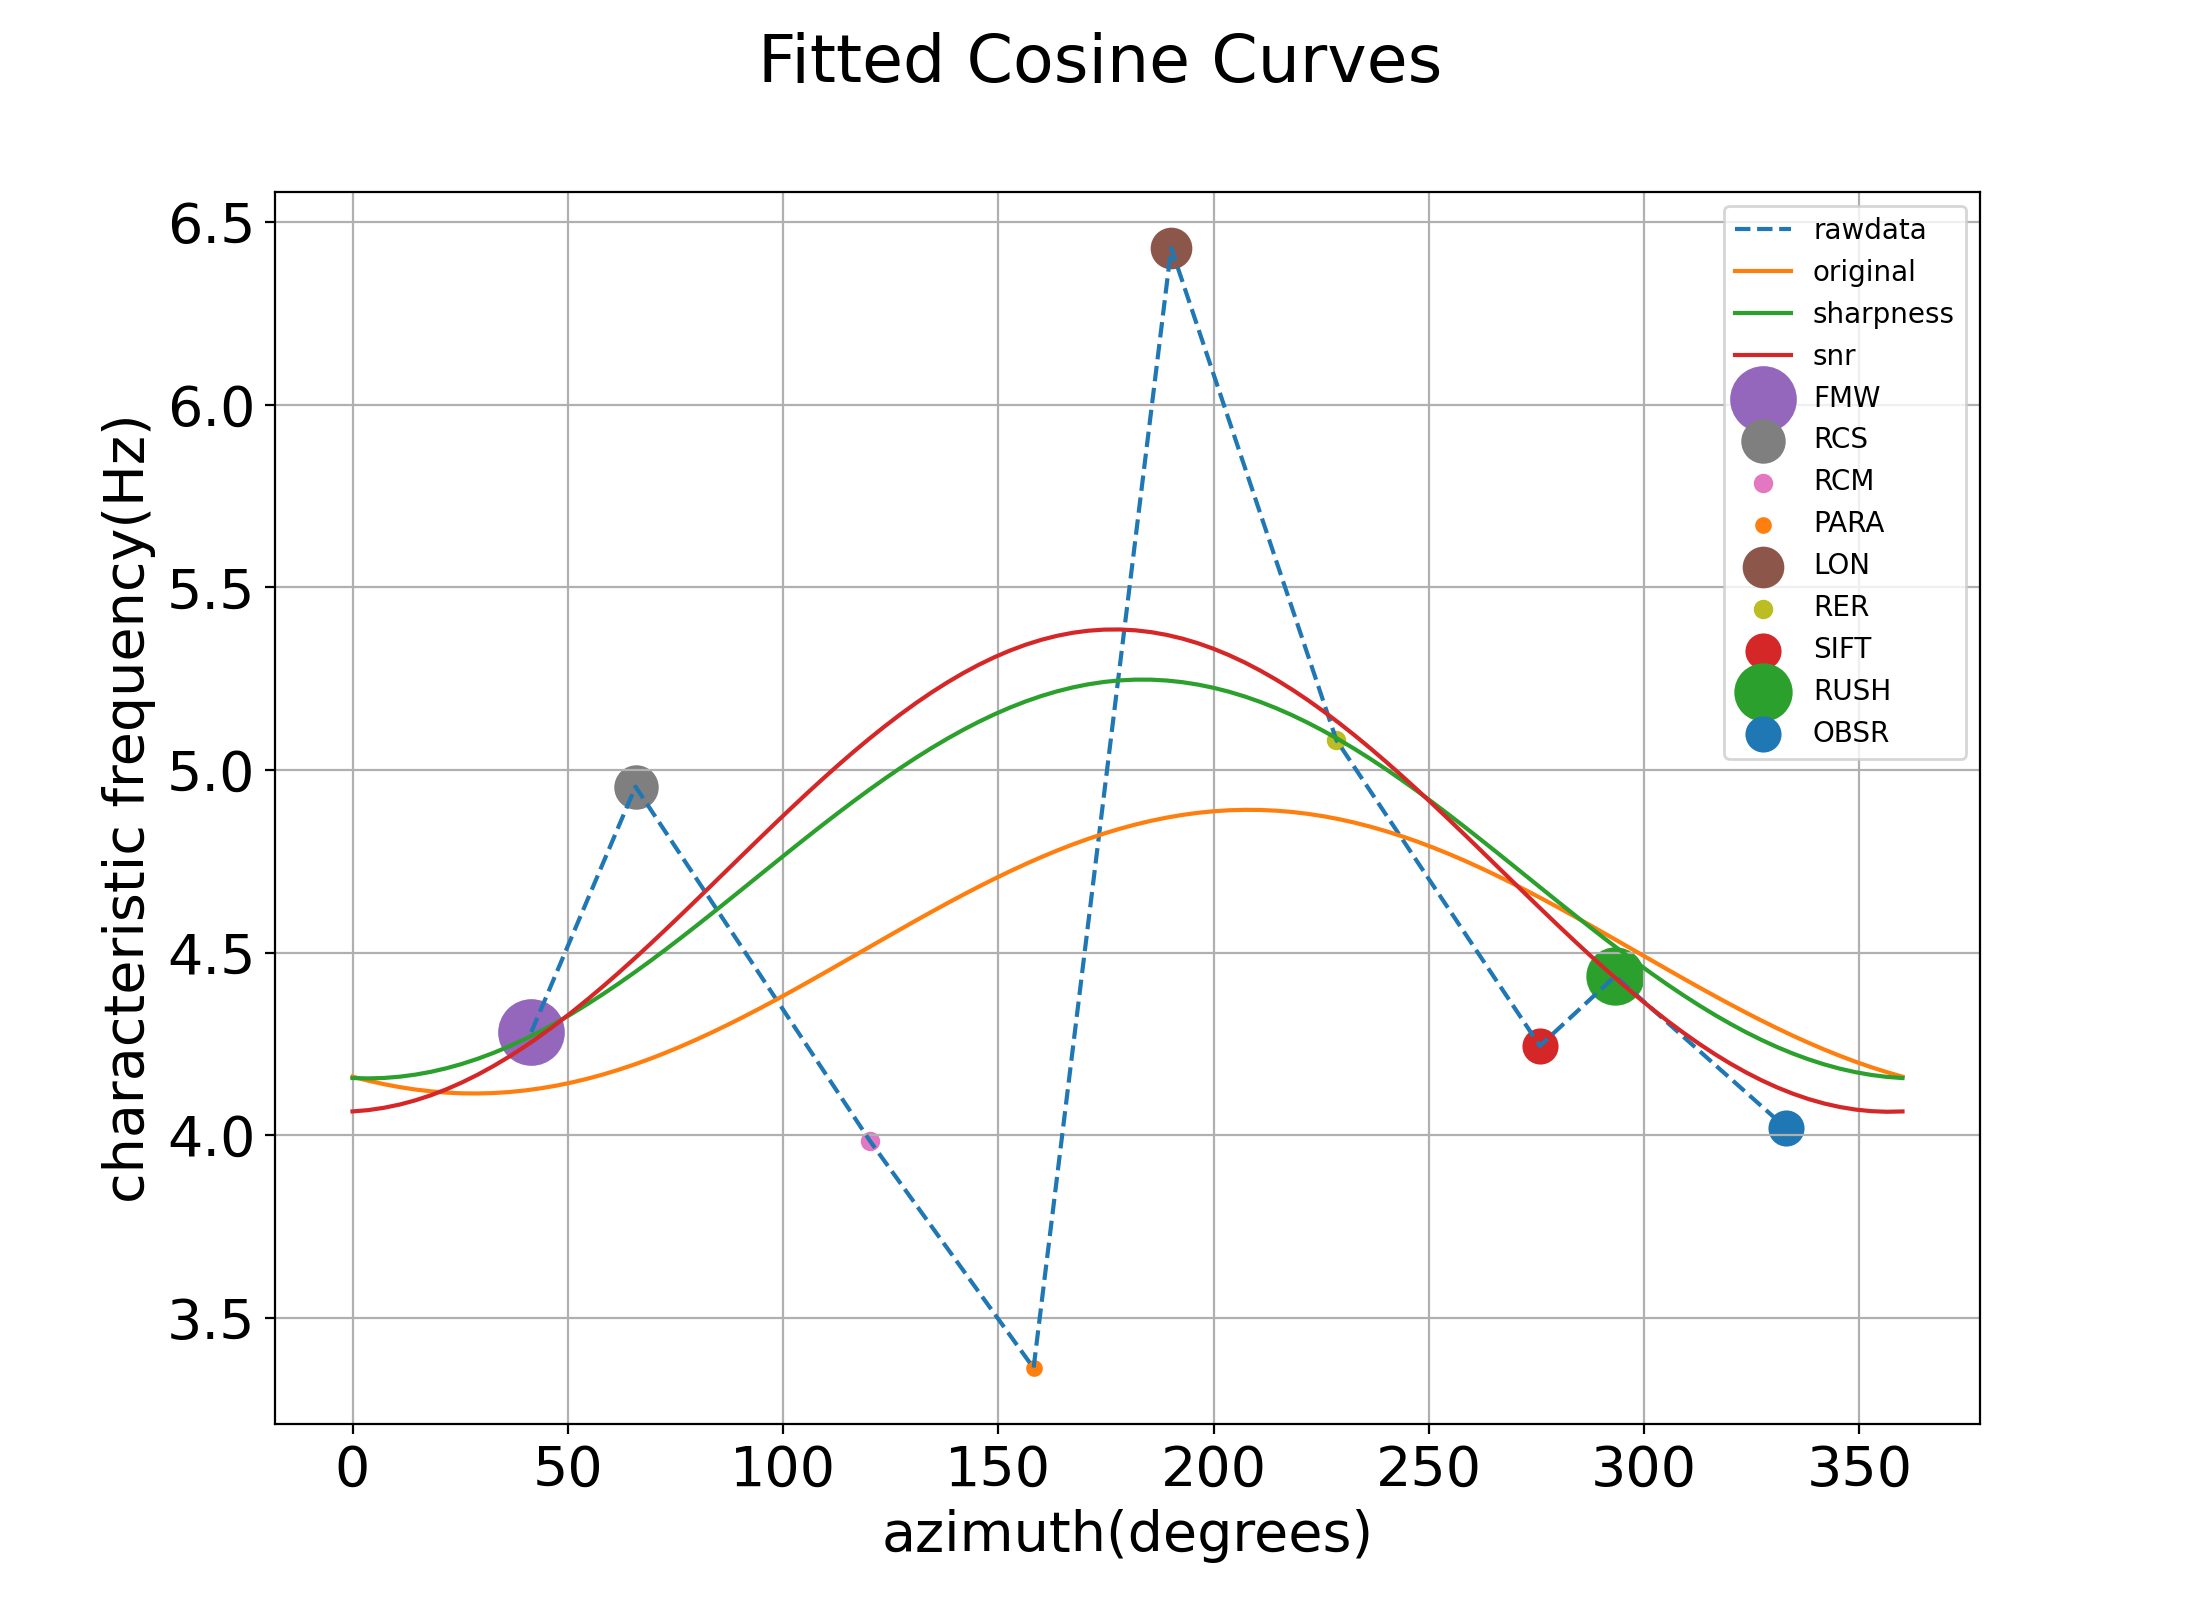 Fitted Cosine Curves
characteristic frequency(Hz)
6.5
6.0
5.5
5.0
4.5
4.0
3.5
rawdata
original
sharpness
snr
FMW
RCS
RCM
PARA
LON
RER
SIFT
RUSH
OBSR
0 50 100 150 200 250 300 350
azimuth(degrees)